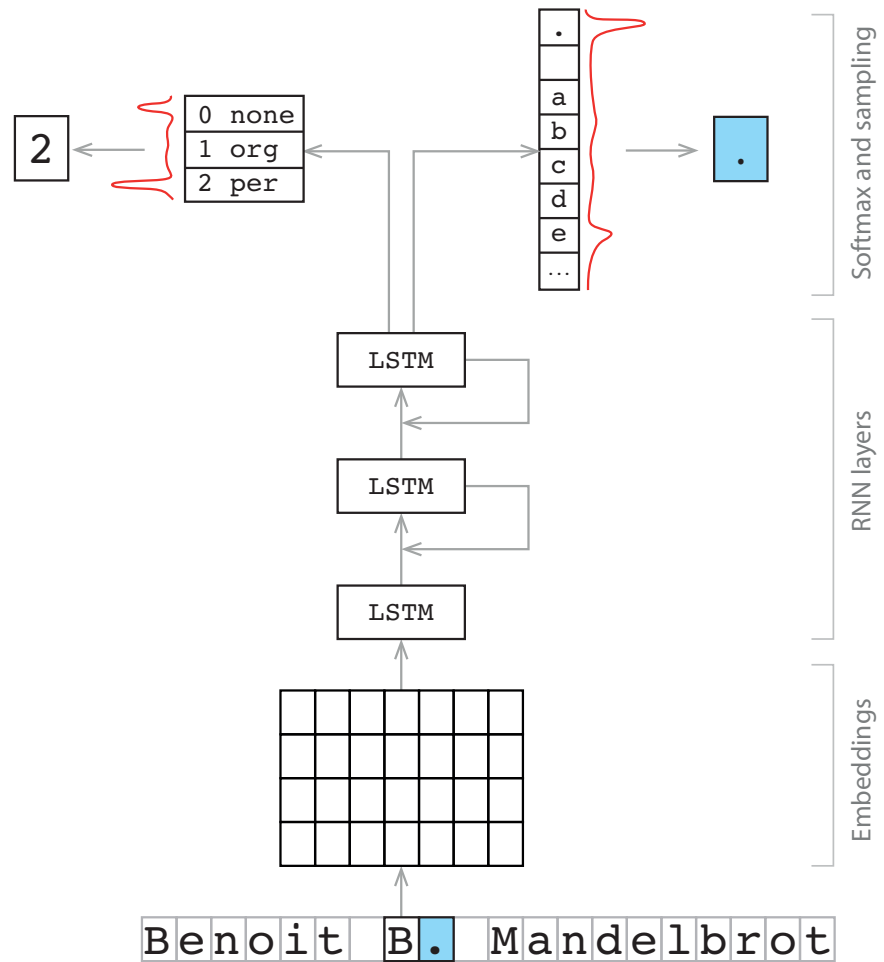 .
0 none
1 org
2 per
2
a
b
c
d
e
...
.
Softmax and sampling
LSTM
LSTM
LSTM
RNN layers
Embeddings
Benoit B. Mandelbrot